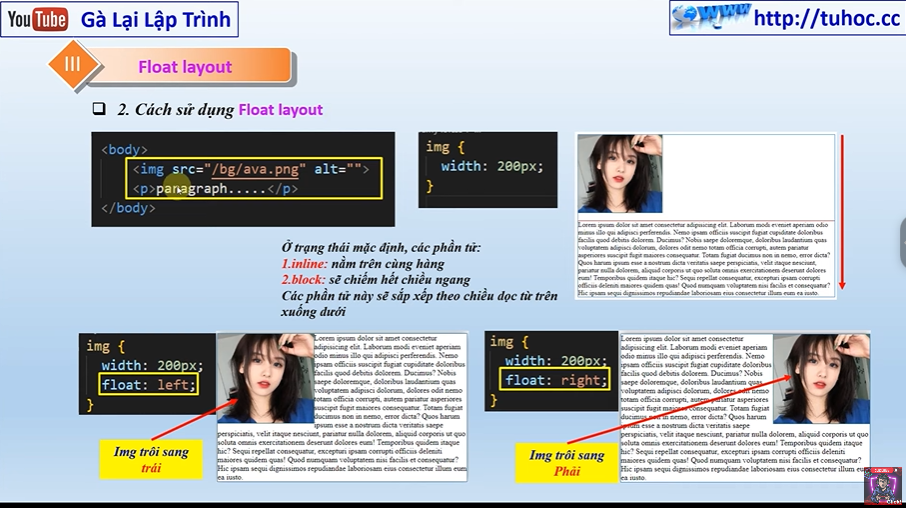 YouTube Gà Lại Lập Trình
www http://tuhoc.cc
III Float layout
2. Cách sử dụng Float layout
<body>
<img src="/bg/ava.png" alt="">
<p>paragraph.....</p>
</body>
img {
width: 200px;
}
Lorem ipsum dolor sit amet consectetur adipisicing elit. Laborum modi eveniet aperiam odio
minus illo qui adipisci perferendis. Nemo ipsam officiis suscipit fugiat cupiditate doloribus
facilis quod debitis dolorem. Ducimus? Nobis saepe doloremque, doloribus laudantium quas
voluptatem adipisci dolorum, dolores odio totam officiis corrupti, autem pariatur
asperiores suscipit fugit maiores consequatur. Totam fugiat ducimus non in nemo, error dicta?
Quos harum ipsum esse a nostrum dicta veritatis saepe perspiciatis, velit itaque nesciunt,
pariatur nulla dolorem, aliquid corporis ut quo soluta omnis exercitationem deserunt dolores
eum! Temporibus quidem itaque hic? Sequi repellat consequatur, excepturi ipsam corrupti
officiis deleniti maiores quidem quas! Quod numquam voluptatem nisi facilis et consequatur?
Hic ipsam sequi dignissimos repudiandae laborum eius consectetur illum eum ea iusto.
Ở trạng thái mặc định, các phần tử:
1.inline: nằm trên cùng hàng
2.block: sẽ chiếm hết chiều ngang
Các phần tử này sẽ sắp xếp theo chiều dọc từ trên
xuống dưới
img {
width: 200px;
float: left;
}
Img trôi sang
trái
Lorem ipsum dolor sit amet consectetur
adipisicing elit. Laborum modi eveniet aperiam
odio minus illo qui adipisci perferendis. Nemo
ipsam officiis suscipit fugiat cupiditate doloribus
facilis quod debitis dolorem. Ducimus? Nobis
saepe doloremque, doloribus laudantium quas
voluptatem adipisci dolorum, dolores odio
totam officiis corrupti, autem pariatur asperiores
suscipit fugit maiores consequatur. Totam fugiat
ducimus non in nemo, error dicta? Quos harum
ipsum esse a nostrum dicta veritatis saepe
perspiciatis, velit itaque nesciunt, pariatur nulla dolorem, aliquid corporis ut quo
soluta omnis exercitationem deserunt dolores eum! Temporibus quidem itaque
hic? Sequi repellat consequatur, excepturi ipsam corrupti officiis deleniti
maiores quidem quas! Quod numquam voluptatem nisi facilis et consequatur?
Hic ipsam sequi dignissimos repudiandae laborum eius consectetur illum eum
ea iusto.
img {
width: 200px;
float: right;
}
Img trôi sang
Phải
Lorem ipsum dolor sit amet consectetur
adipisicing elit. Laborum modi eveniet aperiam
odio minus illo qui adipisci perferendis. Nemo
ipsam officiis suscipit fugiat cupiditate doloribus
facilis quod debitis dolorem. Ducimus? Nobis
saepe doloremque, doloribus laudantium quas
voluptatem adipisci dolorum, dolores odio
totam officiis corrupti, autem pariatur asperiores
suscipit fugit maiores consequatur. Totam fugiat
ducimus non in nemo, error dicta? Quos harum
ipsum esse a nostrum dicta veritatis saepe
perspiciatis, velit itaque nesciunt, pariatur nulla dolorem, aliquid corporis ut quo
soluta omnis exercitationem deserunt dolores eum! Temporibus quidem itaque
hic? Sequi repellat consequatur, excepturi ipsam corrupti officiis deleniti
maiores quidem quas! Quod numquam voluptatem nisi facilis et consequatur?
Hic ipsam sequi dignissimos repudiandae laborum eius consectetur illum eum
ea iusto.
Click!